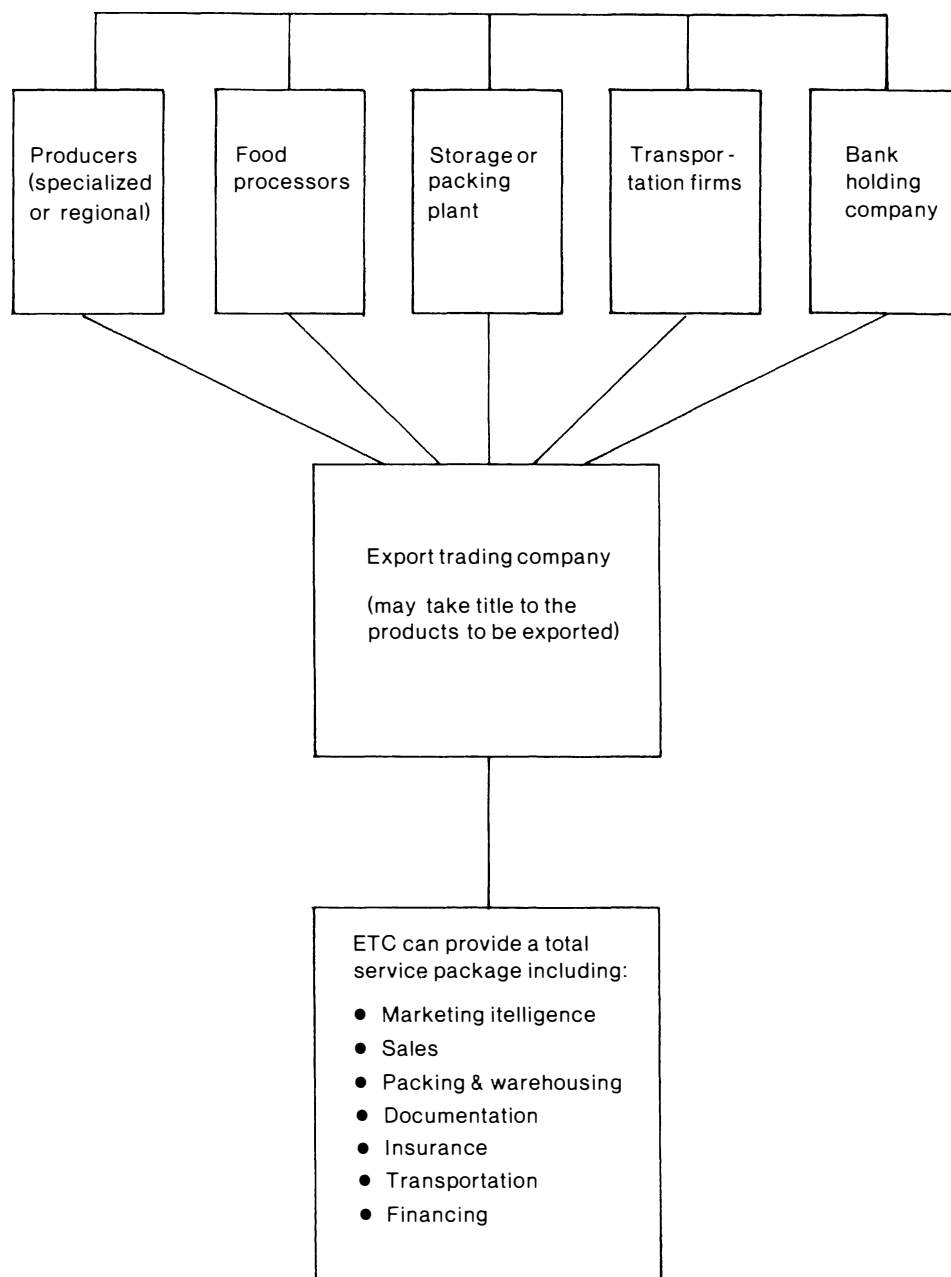 Producers
(specialized
or regional)
Food
processors
Storage or
packing
plant
Transpor-
tation firms
Bank
holding
company
Export trading company
(may take title to the
products to be exported)
ETC can provide a total
service package including:
● Marketing itelligence
● Sales
● Packing & warehousing
● Documentation
● Insurance
● Transportation
● Financing